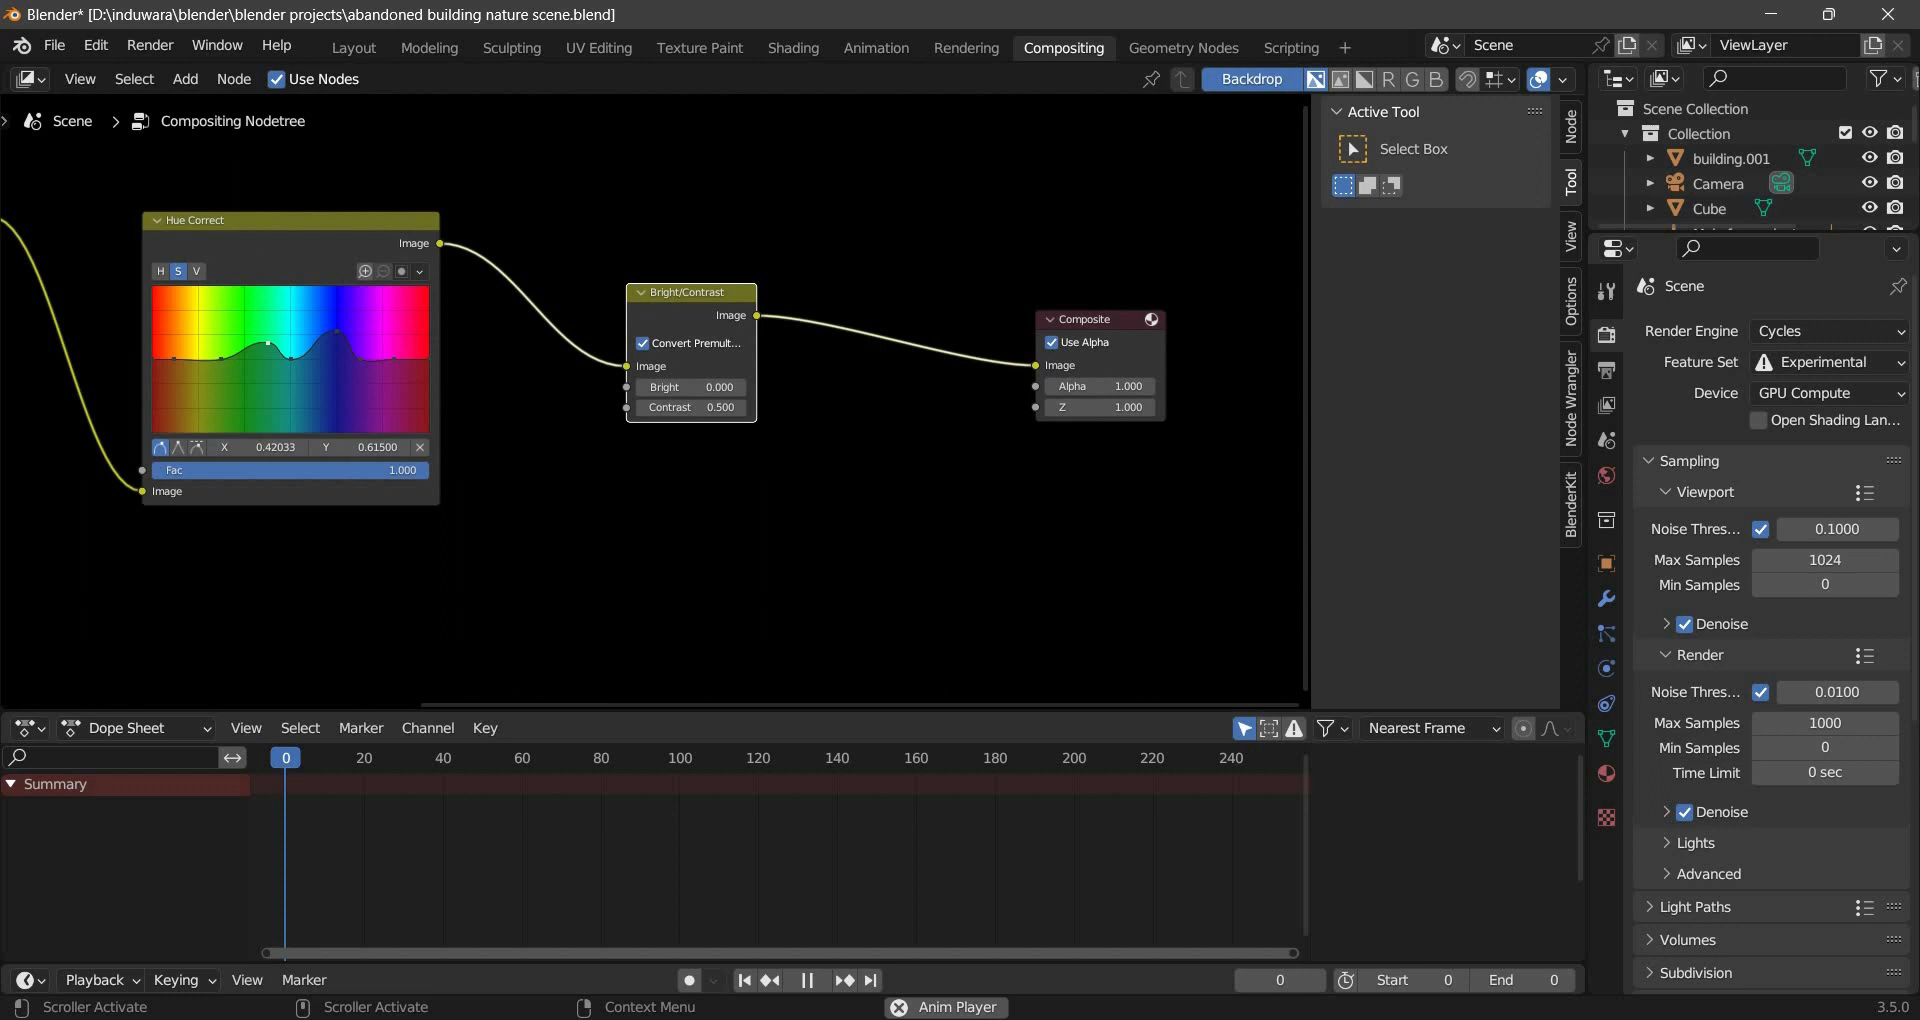 Blender* [D:\induwara\blender\blender projects\abandoned building nature scene.blend]
File Edit Render Window Help Layout Modeling Sculpting UV Editing Texture Paint Shading Animation Rendering Compositing Geometry Nodes Scripting + Scene ViewLayer
View Select Add Node Use Nodes Backdrop R G B
Scene > Compositing Nodetree
Active Tool
Select Box
Node
Tool
View
Options
Node Wrangler
BlenderKit
Hue Correct
Image
H S V
X 0.42033 Y 0.61500
Fac 1.000
Image
Bright/Contrast
Image
Convert Premult...
Image
Bright 0.000
Contrast 0.500
Composite
Use Alpha
Image
Alpha 1.000
Z 1.000
Scene Collection
Collection
building.001
Camera
Cube
Scene
Render Engine Cycles
Feature Set Experimental
Device GPU Compute
Open Shading Lan...
Sampling
Viewport
Noise Thres... 0.1000
Max Samples 1024
Min Samples 0
Denoise
Render
Noise Thres... 0.0100
Max Samples 1000
Min Samples 0
Time Limit 0 sec
Denoise
Lights
Advanced
Light Paths
Volumes
Subdivision
Dope Sheet View Select Marker Channel Key Nearest Frame
0 20 40 60 80 100 120 140 160 180 200 220 240
Summary
Playback Keying View Marker 0 Start 0 End 0
Scroller Activate Scroller Activate Context Menu Anim Player 3.5.0